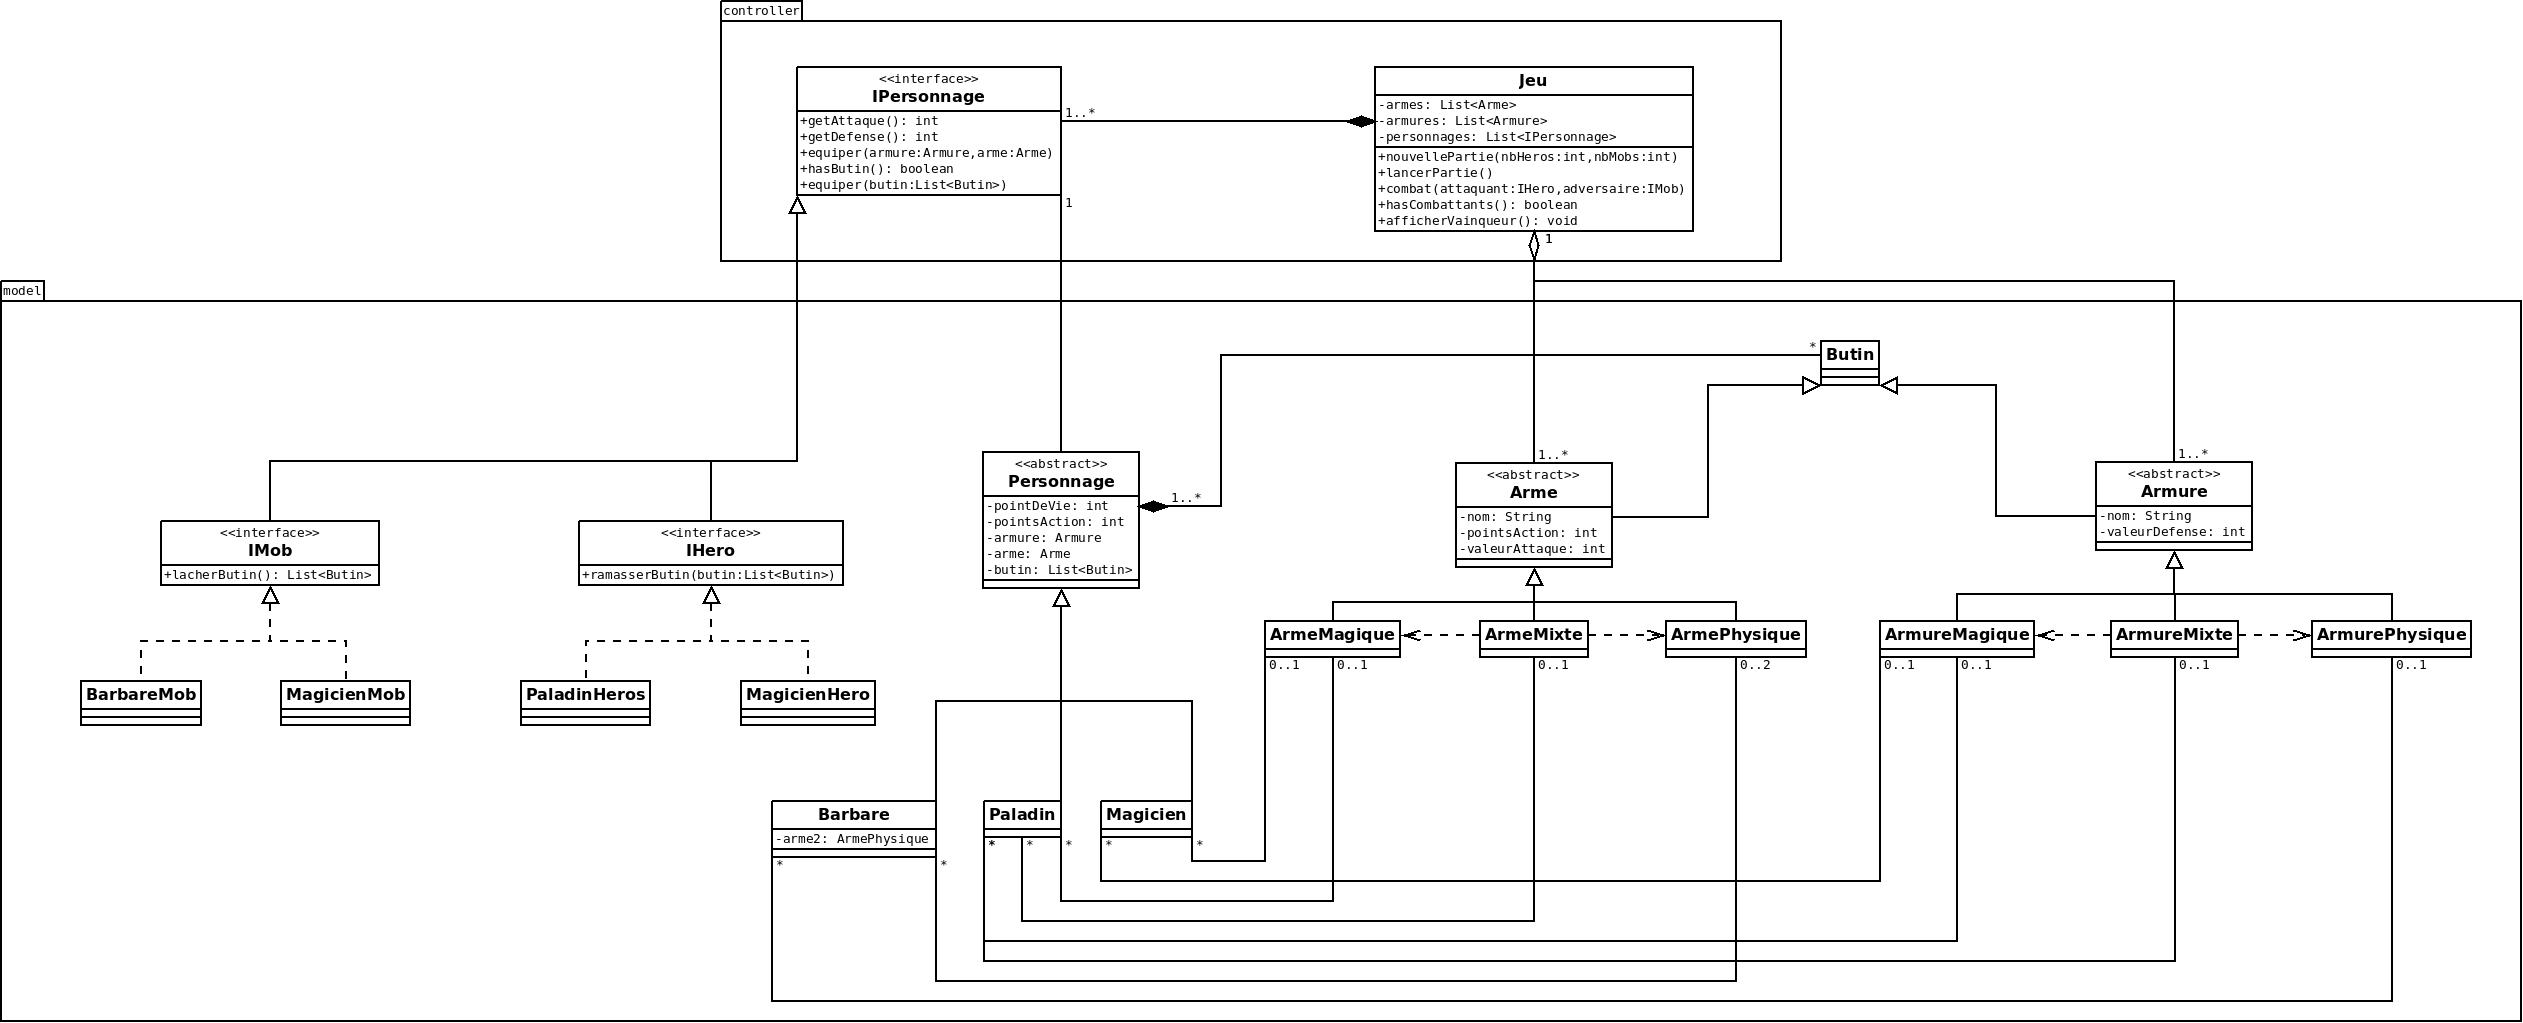 controller
<<interface>>
IPersonnage
+getAttaque(): int
+getDefense(): int
+equiper(armure:Armure,arme:Arme)
+hasButin(): boolean
+equiper(butin:List<Butin>)
1..*
1
Jeu
-armes: List<Arme>
-armures: List<Armure>
-personnages: List<IPersonnage>
+nouvellePartie(nbHeros:int,nbMobs:int)
+lancerPartie()
+combat(attaquant:IHero,adversaire:IMob)
+hasCombattants(): boolean
+afficherVainqueur(): void
1
model
*
Butin
<<interface>>
IMob
+lacherButin(): List<Butin>
<<interface>>
IHero
+ramasserButin(butin:List<Butin>)
<<abstract>>
Personnage
-pointDeVie: int
-pointsAction: int
-armure: Armure
-arme: Arme
-butin: List<Butin>
1..*
1..*
<<abstract>>
Arme
-nom: String
-pointsAction: int
-valeurAttaque: int
1..*
<<abstract>>
Armure
-nom: String
-valeurDefense: int
BarbareMob
MagicienMob
PaladinHeros
MagicienHero
ArmeMagique
ArmeMixte
ArmePhysique
ArmureMagique
ArmureMixte
ArmurePhysique
0..1
0..1
0..1
0..2
0..1
0..1
0..1
0..1
Barbare
-arme2: ArmePhysique
*
*
Paladin
*
*
*
Magicien
*
*